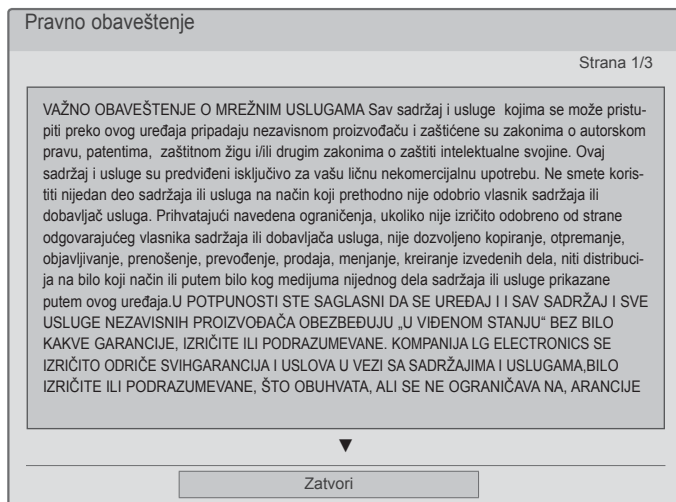 Pravno obaveštenje
Strana 1/3
VAŽNO OBAVEŠTENJE O MREŽNIM USLUGAMA Sav sadržaj i usluge kojima se može pristu-
piti preko ovog uređaja pripadaju nezavisnom proizvođaču i zaštićene su zakonima o autorskom
pravu, patentima, zaštitnom žigu i/ili drugim zakonima o zaštiti intelektualne svojine. Ovaj
sadržaj i usluge su predviđeni isključivo za vašu ličnu nekomercijalnu upotrebu. Ne smete koris-
titi nijedan deo sadržaja ili usluga na način koji prethodno nije odobrio vlasnik sadržaja ili
dobavljač usluga. Prihvatajući navedena ograničenja, ukoliko nije izričito odobreno od strane
odgovarajućeg vlasnika sadržaja ili dobavljača usluga, nije dozvoljeno kopiranje, otpremanje,
objavljivanje, prenošenje, prevođenje, prodaja, menjanje, kreiranje izvedenih dela, niti distribuci-
ja na bilo koji način ili putem bilo kog medijuma nijednog dela sadržaja ili usluge prikazane
putem ovog uređaja.U POTPUNOSTI STE SAGLASNI DA SE UREĐAJ I I SAV SADRŽAJ I SVE
USLUGE NEZAVISNIH PROIZVOĐAČA OBEZBEĐUJU „U VIĐENOM STANJU“ BEZ BILO
KAKVE GARANCIJE, IZRIČITE ILI PODRAZUMEVANE. KOMPANIJA LG ELECTRONICS SE
IZRIČITO ODRIČE SVIHGARANCIJA I USLOVA U VEZI SA SADRŽAJIMA I USLUGAMA,BILO
IZRIČITE ILI PODRAZUMEVANE, ŠTO OBUHVATA, ALI SE NE OGRANIČAVA NA, ARANCIJE
▼
Zatvori